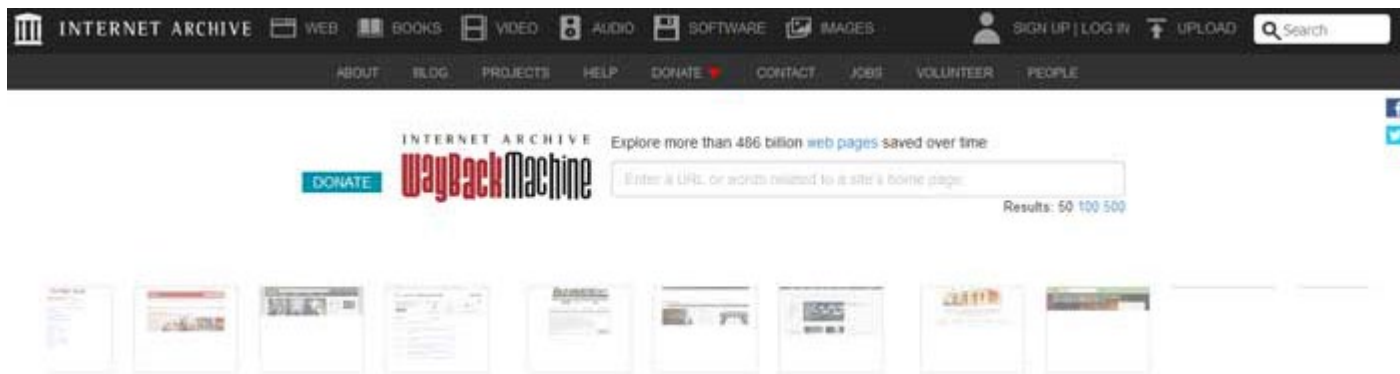 INTERNET ARCHIVE WEB BOOKS VIDEO AUDIO SOFTWARE IMAGES SIGN UP | LOG IN UPLOAD Search
ABOUT BLOG PROJECTS HELP DONATE CONTACT JOBS VOLUNTEER PEOPLE
INTERNET ARCHIVE
WayBackMachine
Explore more than 486 billion web pages saved over time
DONATE
Enter a URL or words related to a site's home page
Results: 50 100 500